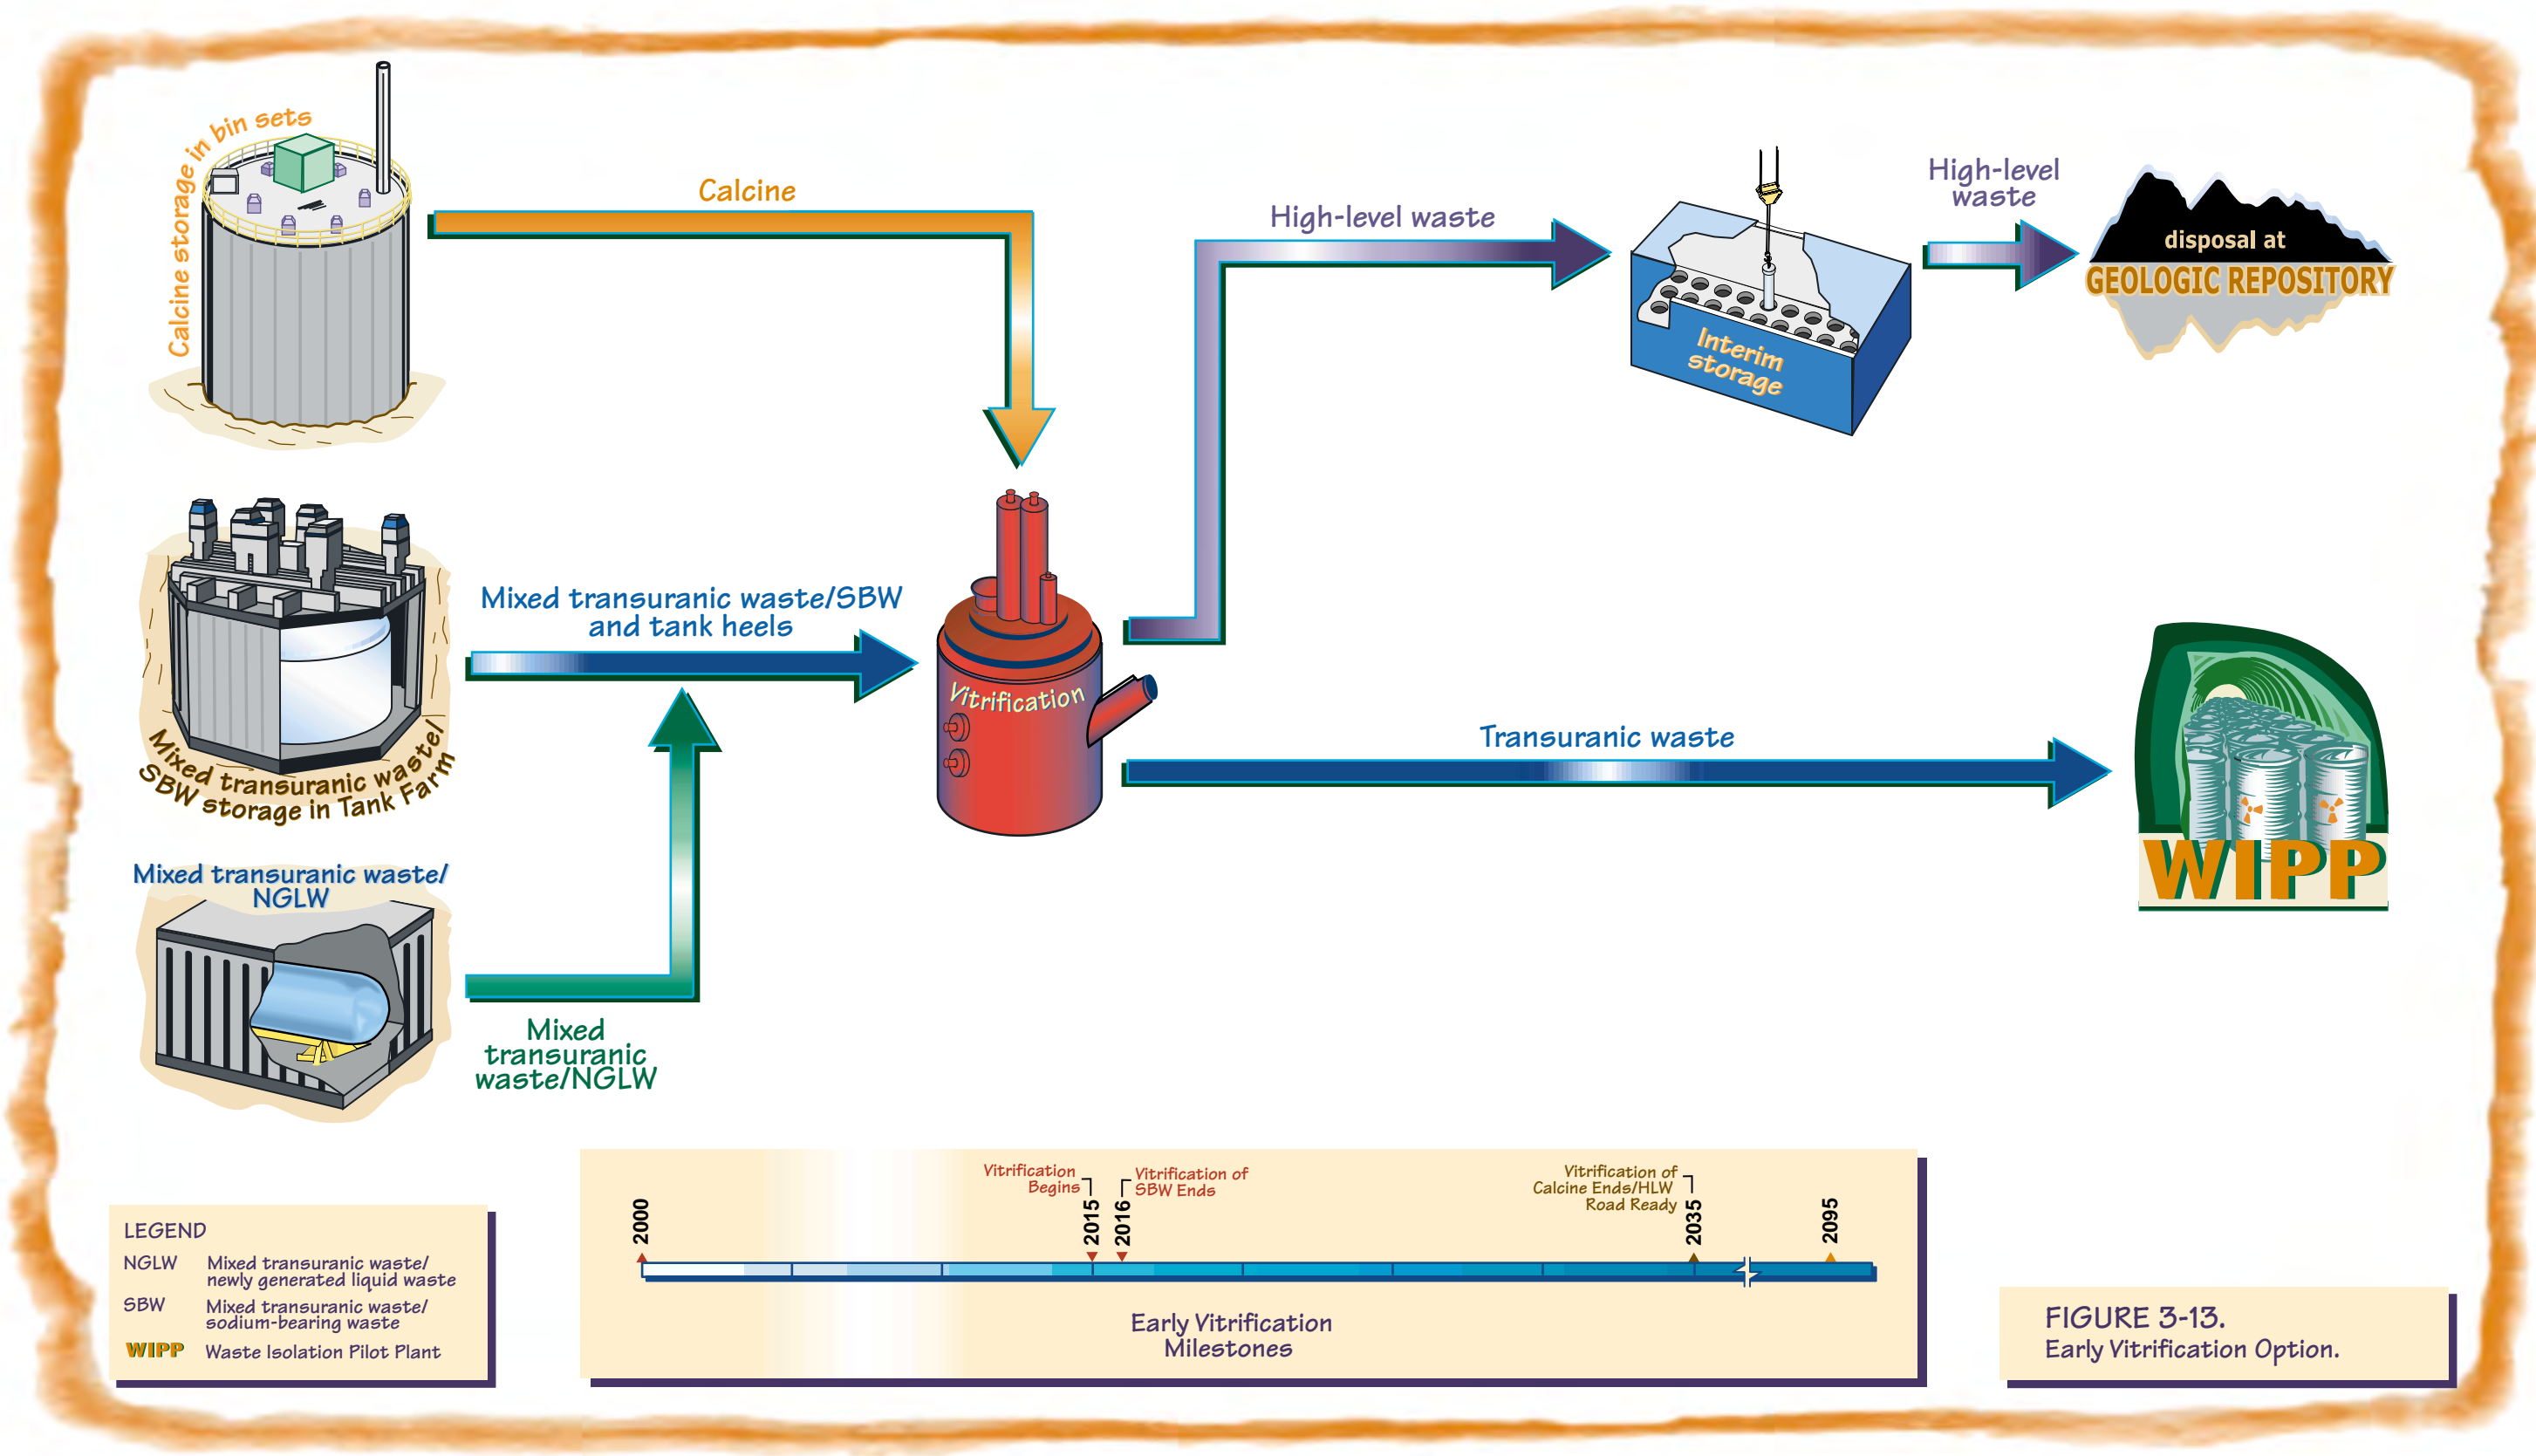 Calcine storage in bin sets
Calcine
High-level waste
High-level
waste
disposal at
GEOLOGIC REPOSITORY
Interim
storage
Mixed transuranic waste/SBW
and tank heels
Vitrification
Mixed transuranic waste/
SBW storage in Tank Farm
Transuranic waste
WIPP
Mixed transuranic waste/
NGLW
Mixed
transuranic
waste/NGLW
LEGEND
NGLW Mixed transuranic waste/
newly generated liquid waste
SBW Mixed transuranic waste/
sodium-bearing waste
WIPP Waste Isolation Pilot Plant
Vitrification
Begins
Vitrification of
SBW Ends
Vitrification of
Calcine Ends/HLW
Road Ready
2000
2015
2016
2035
2095
Early Vitrification
Milestones
FIGURE 3-13.
Early Vitrification Option.